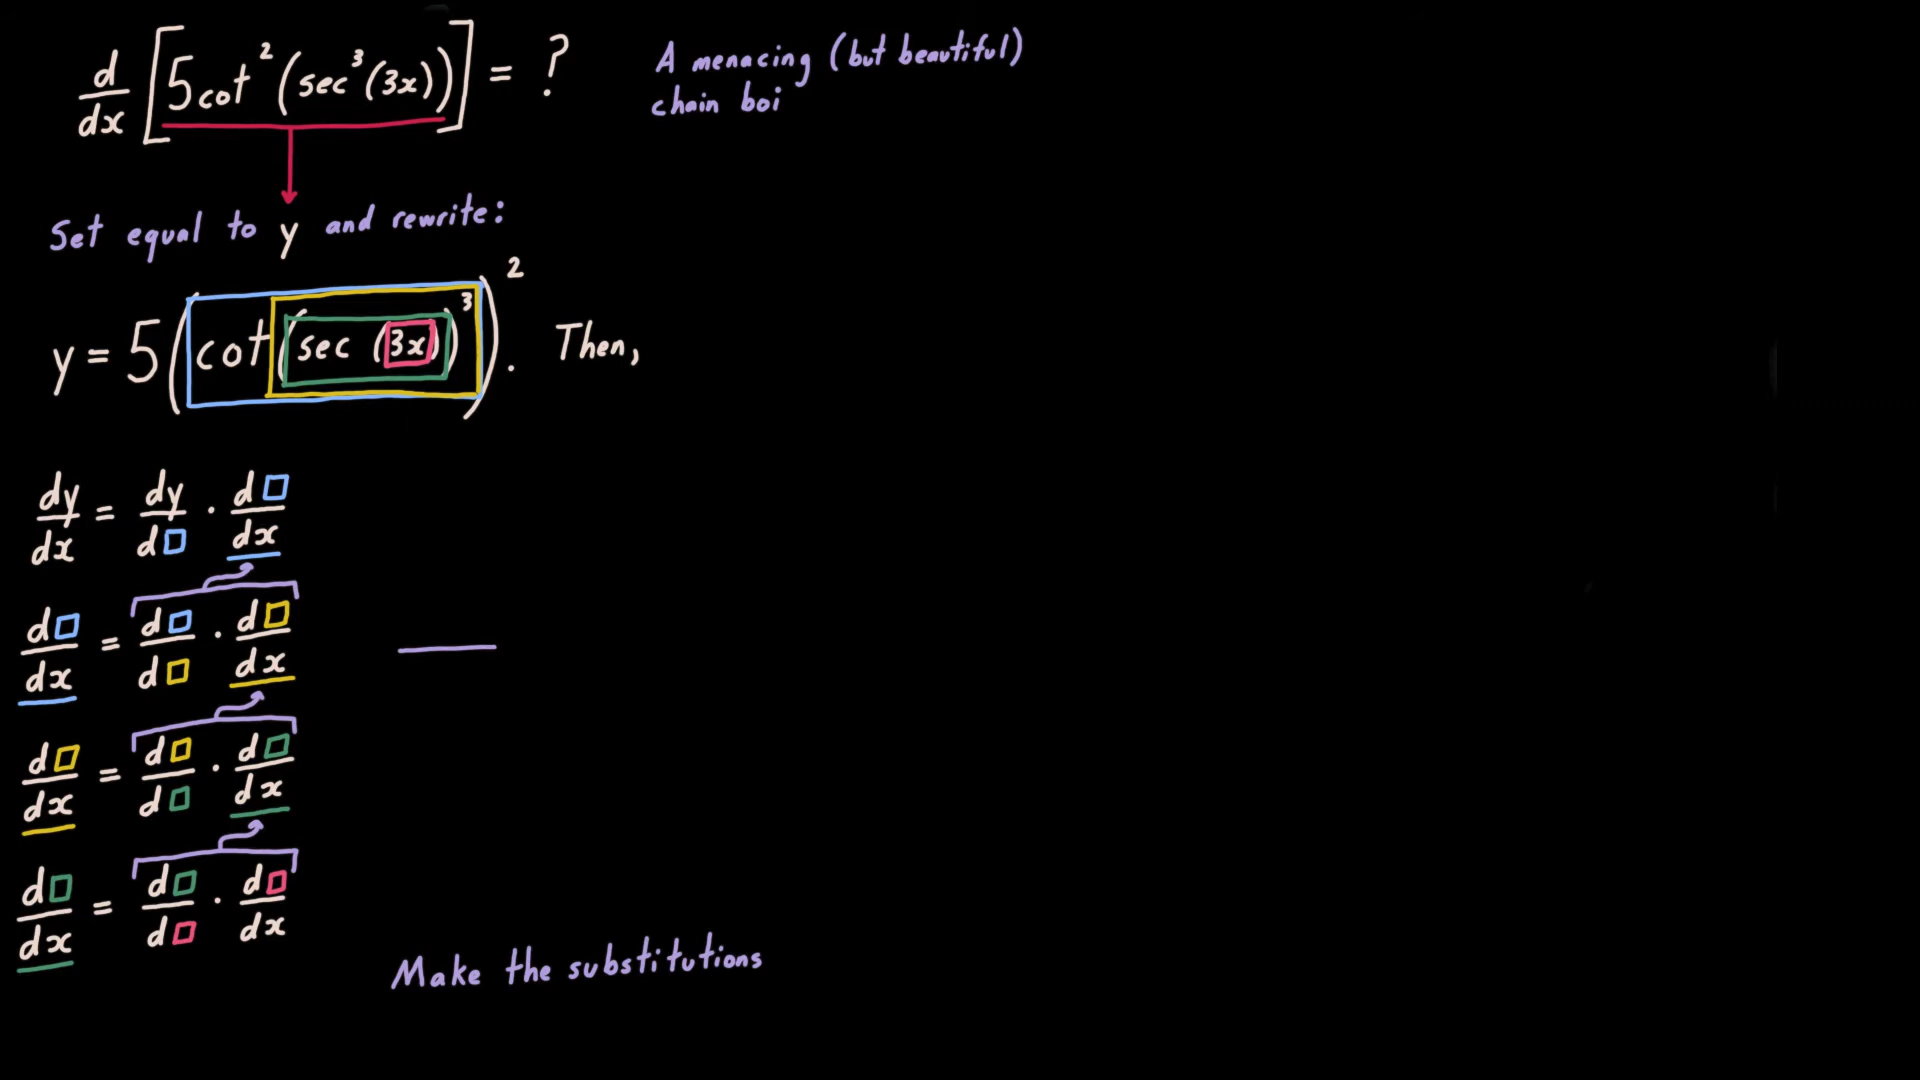 d/dx [5cot²(sec³(3x))] = ?
A menacing (but beautiful)
chain boi
Set equal to y and rewrite:
y = 5(cot(sec (3x))³)². Then,
dy/dx = dy/d□ · d□/dx
d□/dx = d□/d□ · d□/dx
d□/dx = d□/d□ · d□/dx
d□/dx = d□/d□ · d□/dx
Make the substitutions